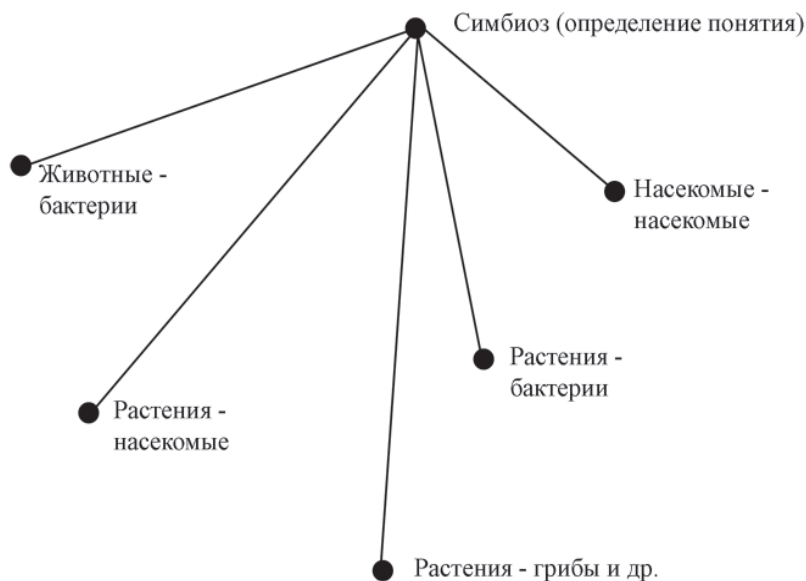 Симбиоз (определение понятия)
Животные -
бактерии
Насекомые -
насекомые
Растения -
бактерии
Растения -
насекомые
Растения - грибы и др.